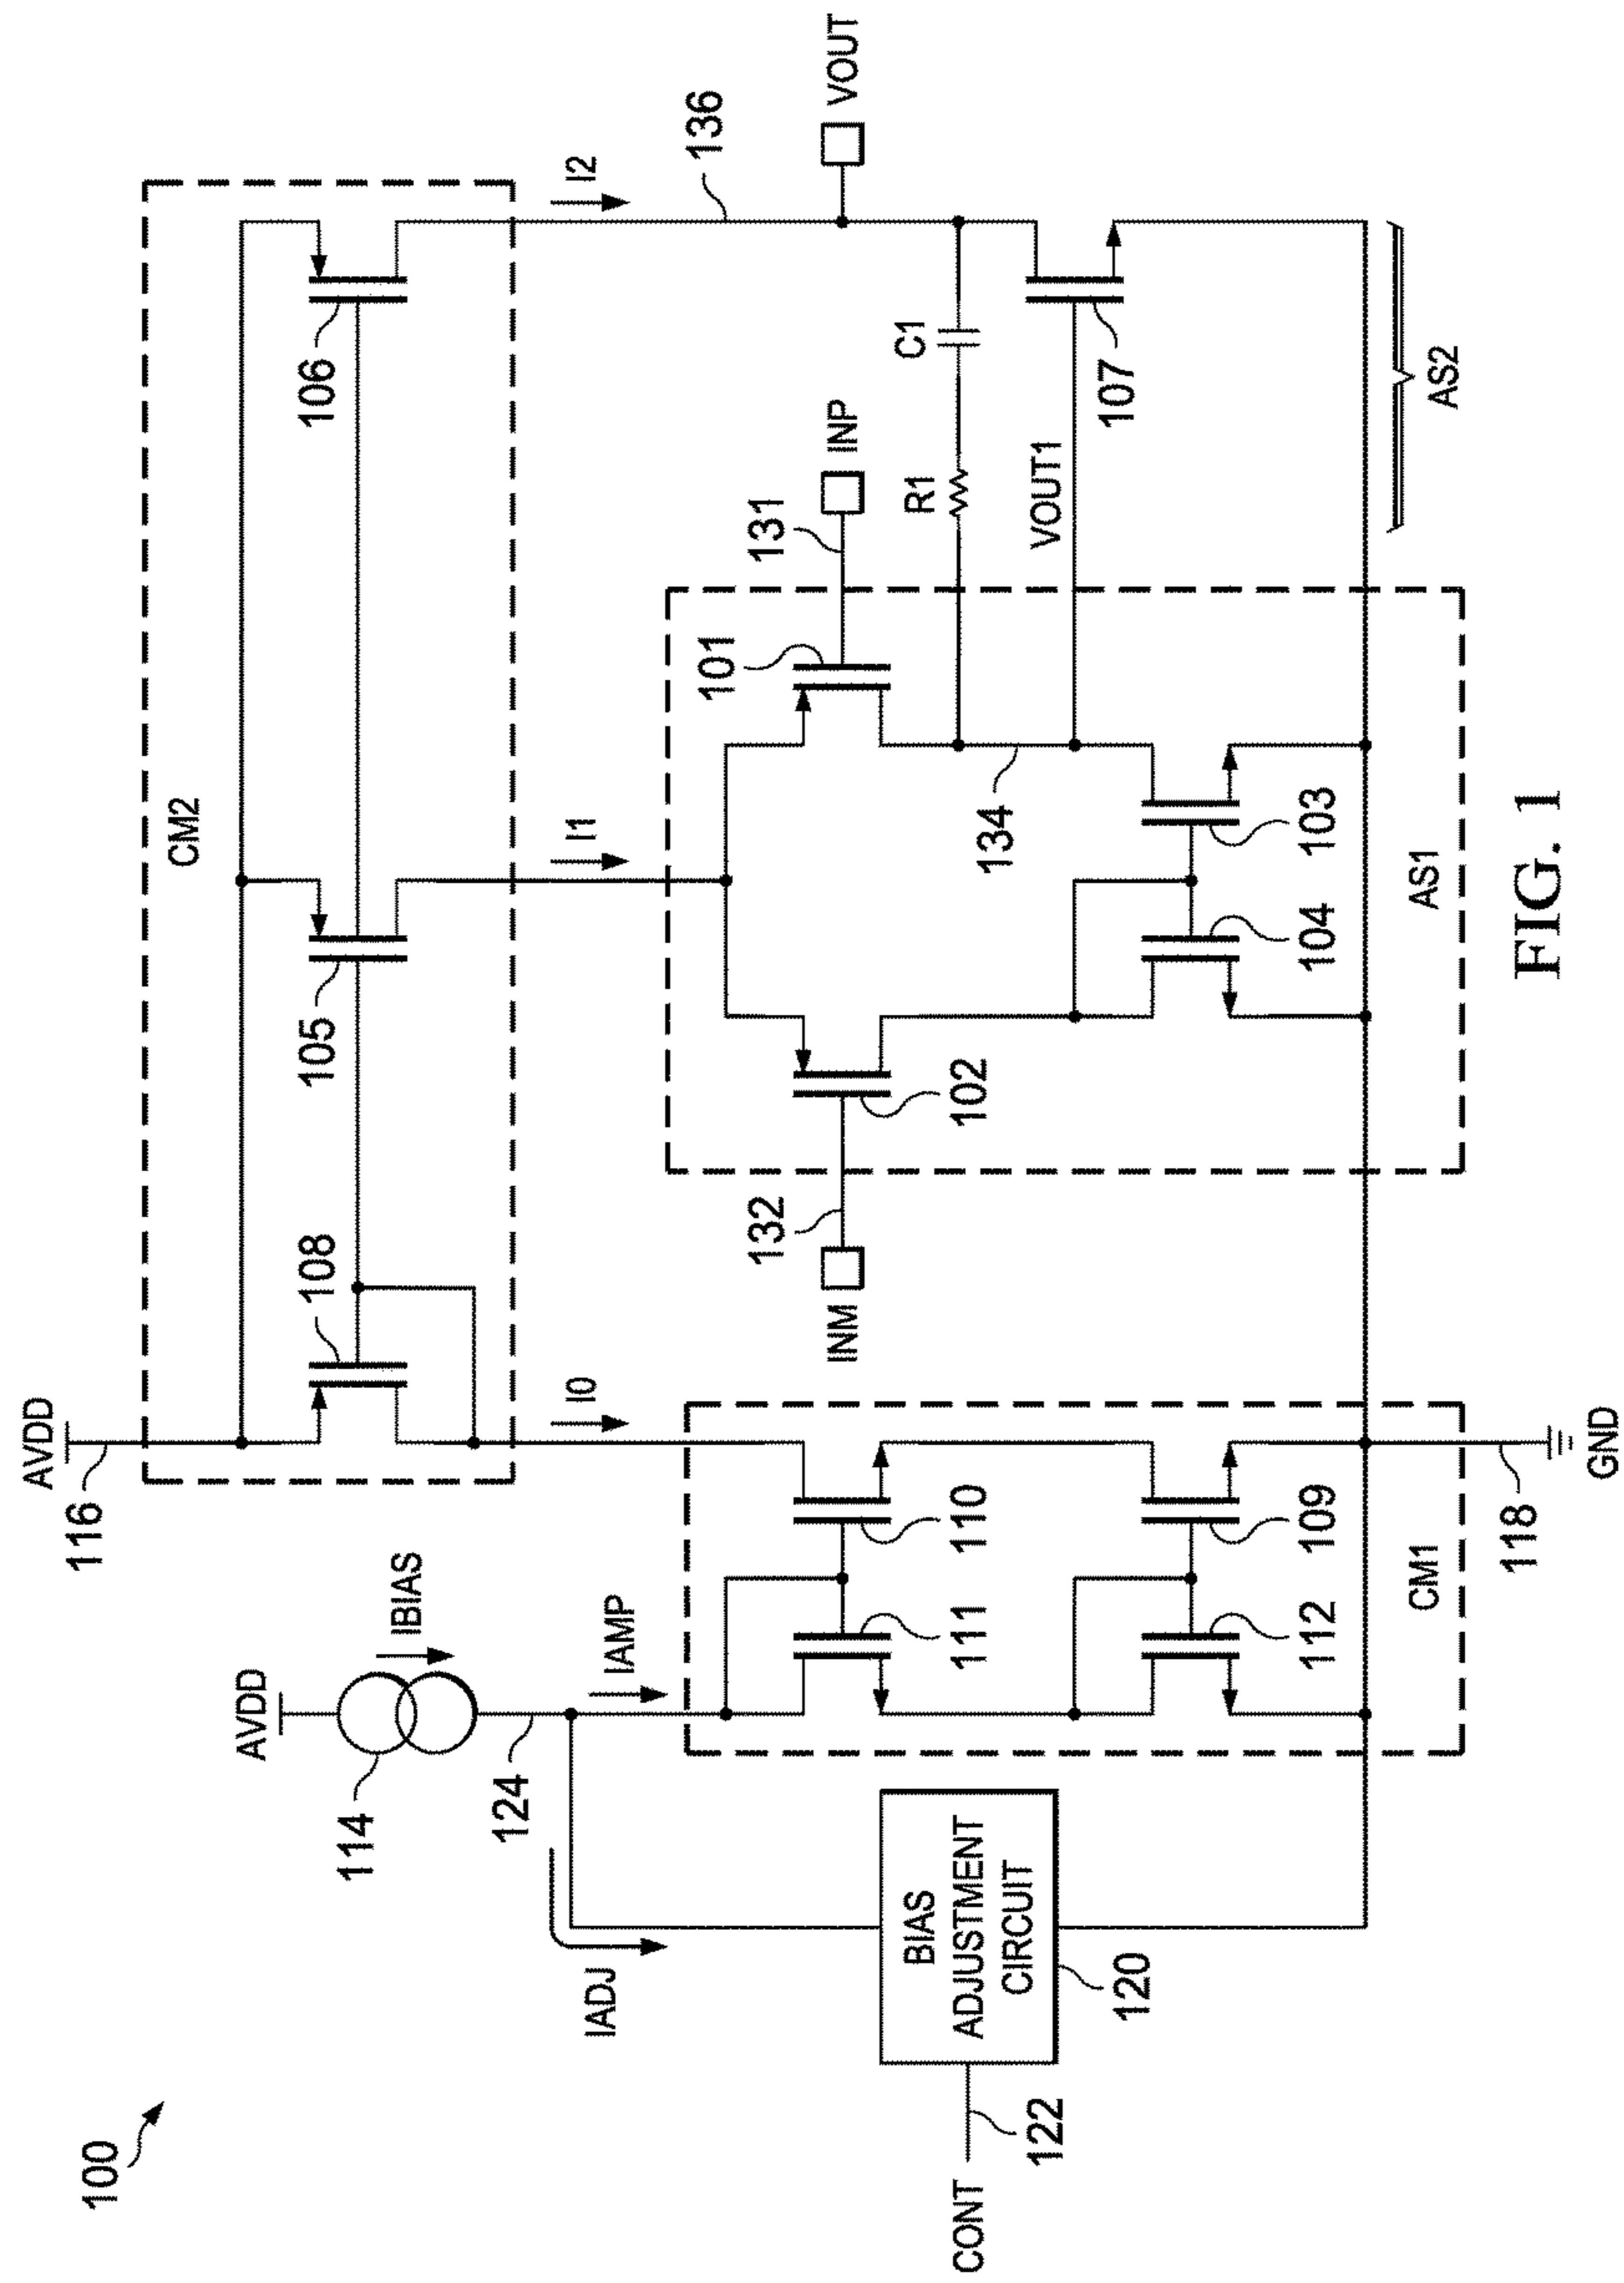 100
AVDD
116
AVDD
114
IBIAS
124
IADJ
IAMP
CONT
122
BIAS
ADJUSTMENT
CIRCUIT
120
CM2
108
105
106
I0
I1
I2
136
VOUT
111
110
112
109
CM1
118
GND
INM
132
102
101
131
INP
134
104
103
AS1
R1
C1
VOUT1
107
AS2
FIG. 1